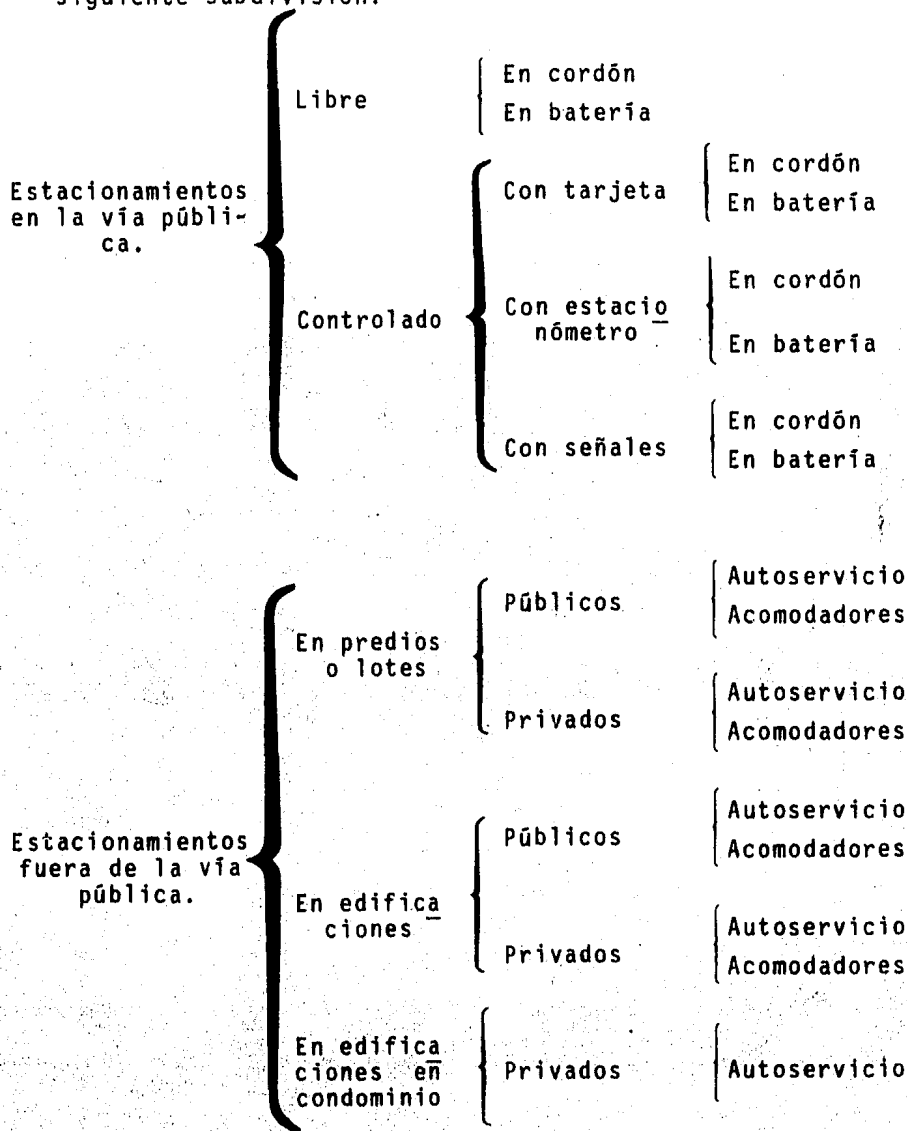 siguiente subdivisión:
Libre
En cordón
En batería
Estacionamientos
en la vía públi-
ca.
Controlado
Con tarjeta
En cordón
En batería
Con estacio
nómetro
En cordón
En batería
Con señales
En cordón
En batería
Estacionamientos
fuera de la vía
pública.
En predios
o lotes
Públicos
Autoservicio
Acomodadores
Privados
Autoservicio
Acomodadores
En edifica
ciones
Públicos
Autoservicio
Acomodadores
Privados
Autoservicio
Acomodadores
En edifica
ciones en
condominio
Privados
Autoservicio